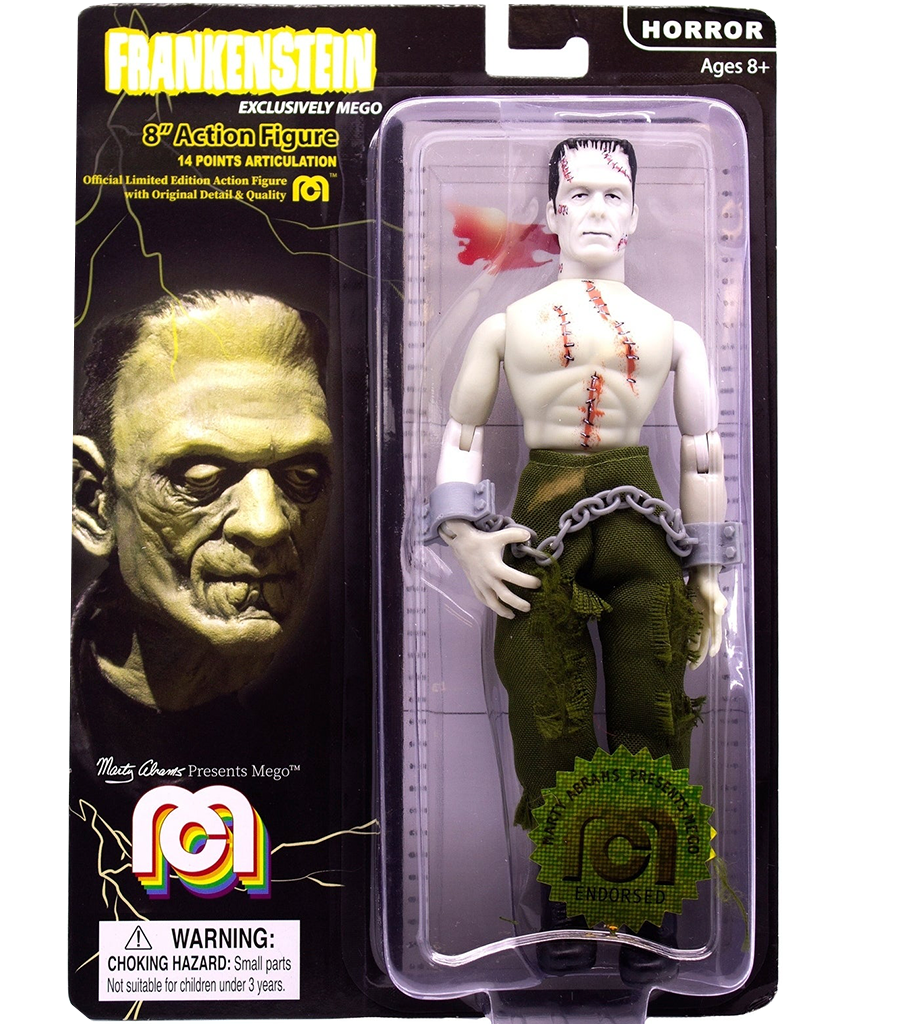 FRANKENSTEIN
EXCLUSIVELY MEGO
8" Action Figure
14 POINTS ARTICULATION
Official Limited Edition Action Figure
with Original Detail & Quality m ™
HORROR
Ages 8+
Marty Abrams Presents Mego™
m
WARNING:
CHOKING HAZARD: Small parts
Not suitable for children under 3 years.
MARTY ABRAMS PRESENTS MEGO
m
ENDORSED